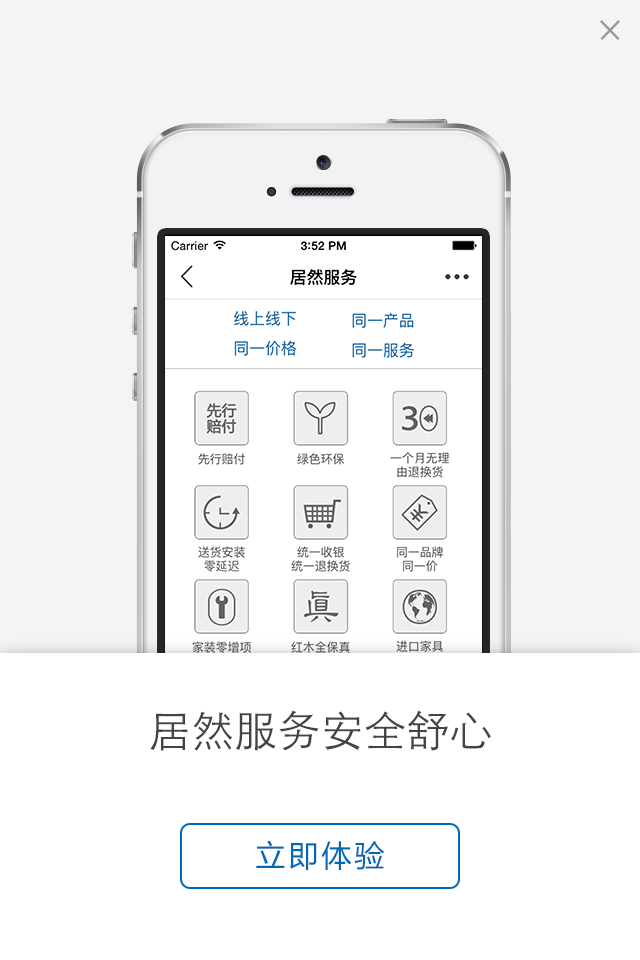 Carrier 3:52 PM
居然服务
线上线下 同一产品
同一价格 同一服务
先行
赔付
30
先行赔付 绿色环保 一个月无理
由退换货
送货安装 统一收银 同一品牌
零延迟 统一退换货 同一价
真
家装零增项 红木全保真 进口家具
居然服务安全舒心
立即体验